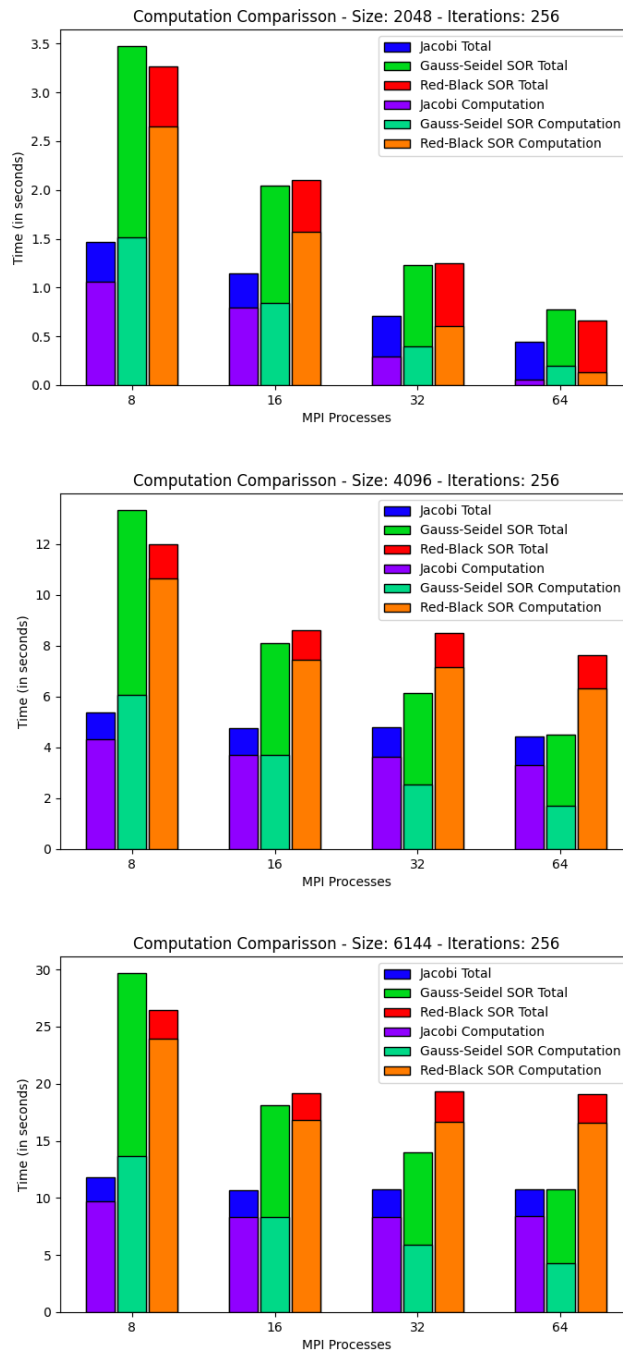 Computation Comparisson - Size: 2048 - Iterations: 256
3.5
3.0
2.5
2.0
1.5
1.0
0.5
0.0
Time (in seconds)
Jacobi Total
Gauss-Seidel SOR Total
Red-Black SOR Total
Jacobi Computation
Gauss-Seidel SOR Computation
Red-Black SOR Computation
8 16 32 64
MPI Processes
Computation Comparisson - Size: 4096 - Iterations: 256
12
10
8
6
4
2
0
Time (in seconds)
Jacobi Total
Gauss-Seidel SOR Total
Red-Black SOR Total
Jacobi Computation
Gauss-Seidel SOR Computation
Red-Black SOR Computation
8 16 32 64
MPI Processes
Computation Comparisson - Size: 6144 - Iterations: 256
30
25
20
15
10
5
0
Time (in seconds)
Jacobi Total
Gauss-Seidel SOR Total
Red-Black SOR Total
Jacobi Computation
Gauss-Seidel SOR Computation
Red-Black SOR Computation
8 16 32 64
MPI Processes